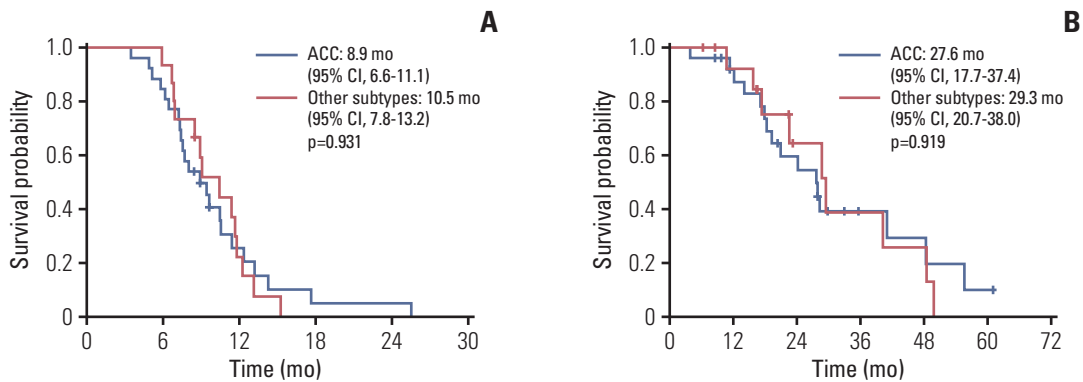 A
1.0
0.8
0.6
0.4
0.2
0
Survival probability
ACC: 8.9 mo
(95% CI, 6.6-11.1)
Other subtypes: 10.5 mo
(95% CI, 7.8-13.2)
p=0.931
0 6 12 18 24 30
Time (mo)
B
1.0
0.8
0.6
0.4
0.2
0
Survival probability
ACC: 27.6 mo
(95% CI, 17.7-37.4)
Other subtypes: 29.3 mo
(95% CI, 20.7-38.0)
p=0.919
0 12 24 36 48 60 72
Time (mo)